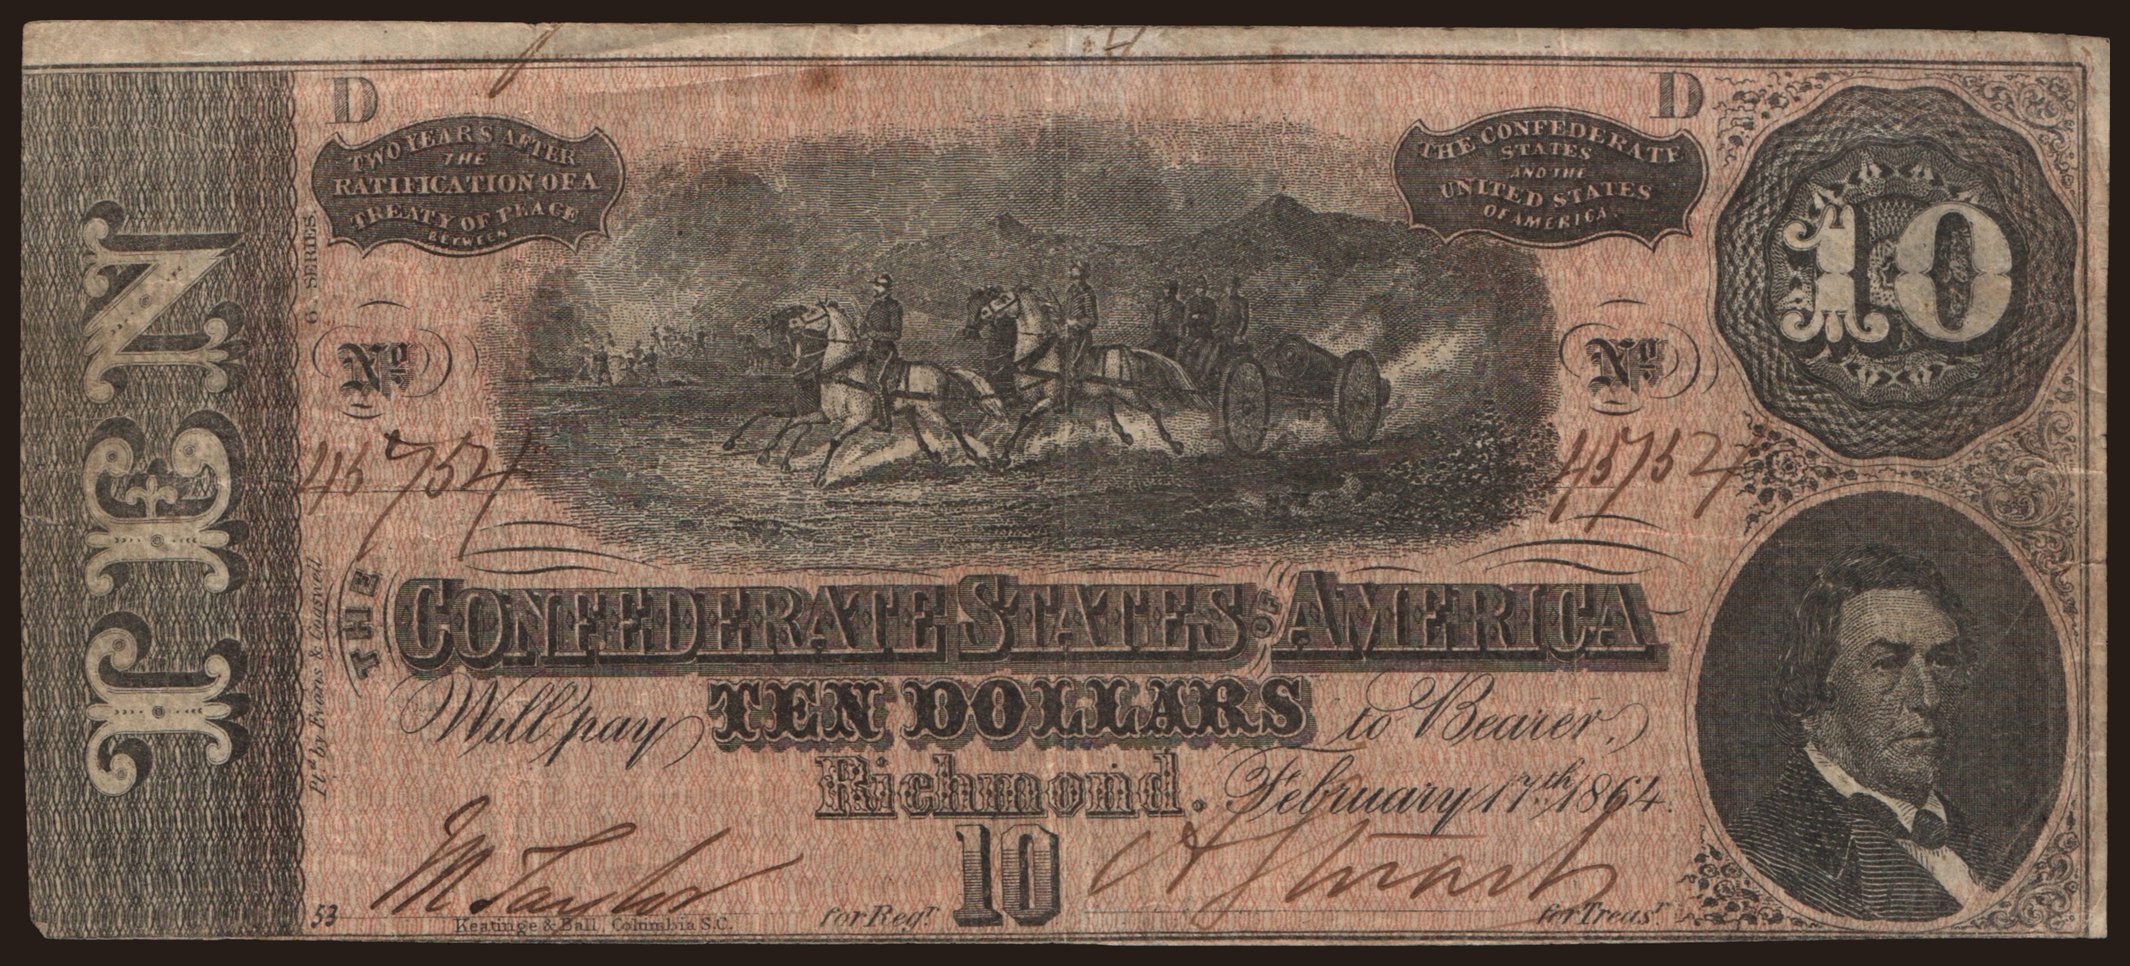 TEN
D
D
TWO YEARS AFTER
THE
RATIFICATION OF A
TREATY OF PEACE
BETWEEN
THE CONFEDERATE
STATES
AND THE
UNITED STATES
OF AMERICA.
10
6 SERIES
No
No
45754
45754
Ptd by Evans & Cogswell
THE
CONFEDERATE STATES OF AMERICA
Will pay TEN DOLLARS to Bearer,
Richmond. February 17th 1864.
10
M Taylor
53
Keatinge & Ball, Columbia S.C.
for Regr
for Treasr